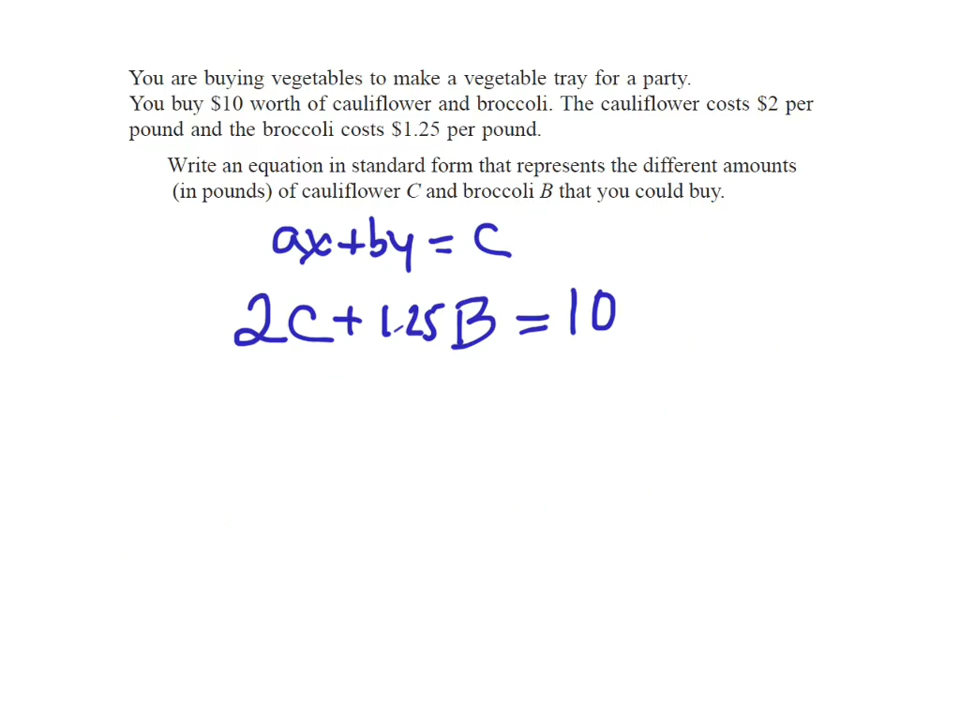 You are buying vegetables to make a vegetable tray for a party.
You buy $10 worth of cauliflower and broccoli. The cauliflower costs $2 per
pound and the broccoli costs $1.25 per pound.
Write an equation in standard form that represents the different amounts
(in pounds) of cauliflower C and broccoli B that you could buy.
ax+by = c
2C+1.25B = 10